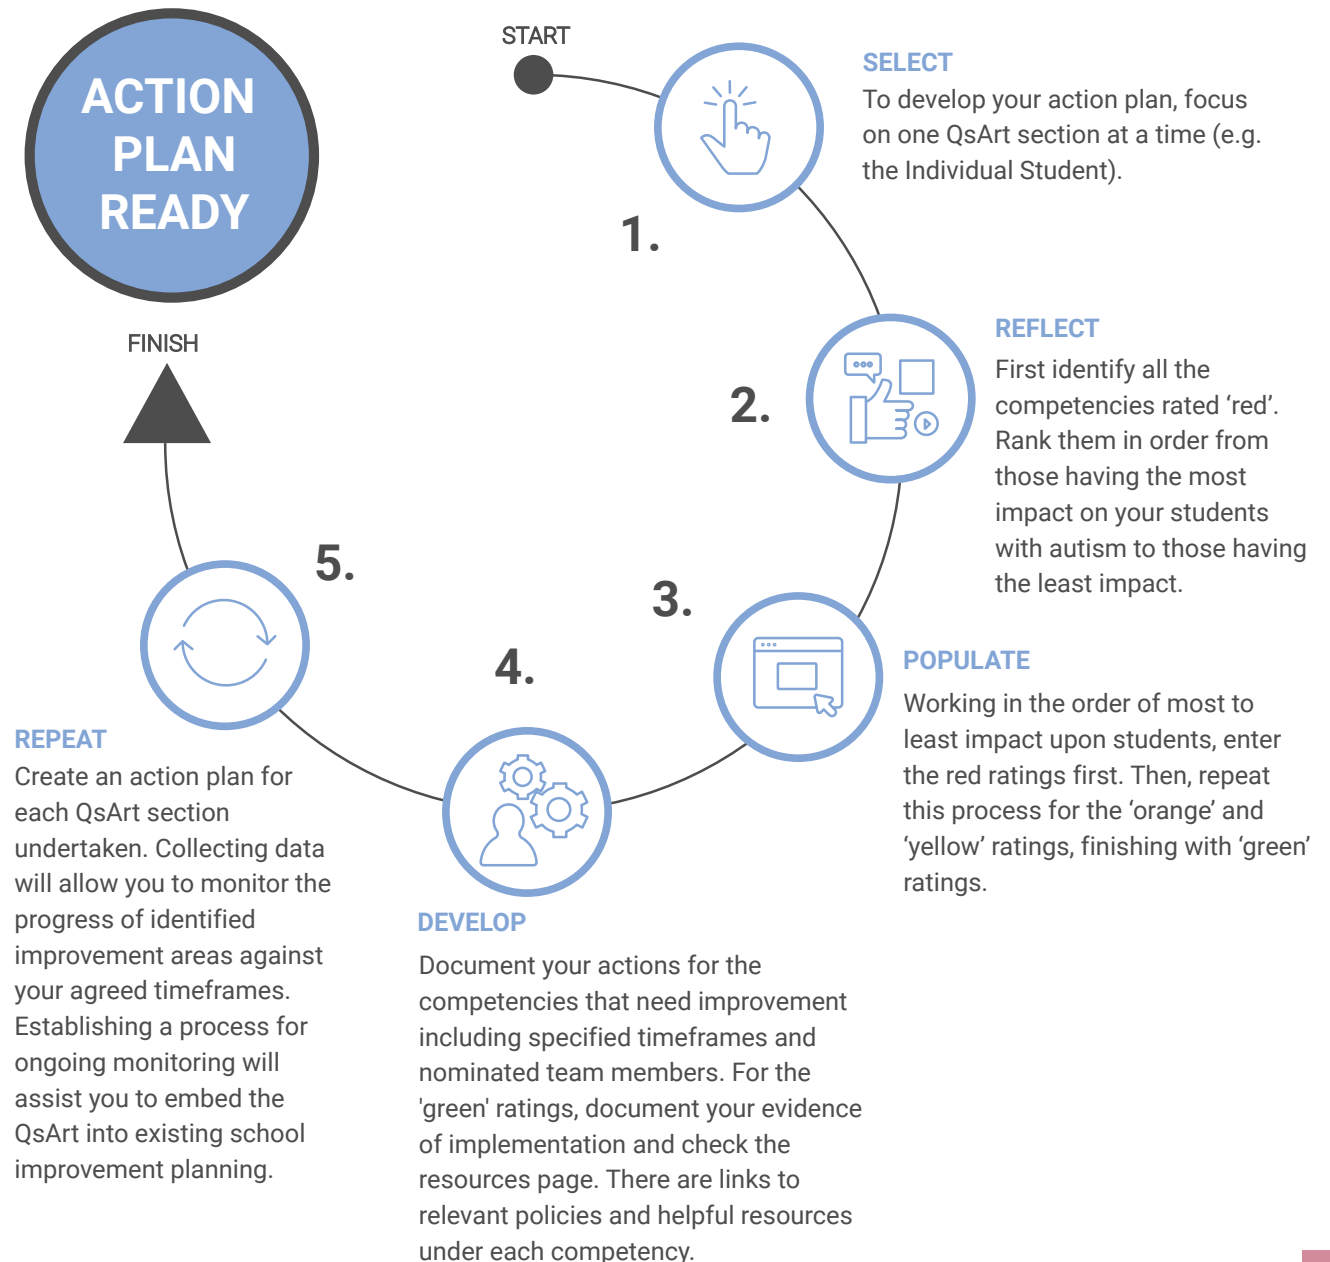 ACTION
PLAN
READY
START
1.
SELECT
To develop your action plan, focus
on one QsArt section at a time (e.g.
the Individual Student).
2.
REFLECT
First identify all the
competencies rated ‘red’.
Rank them in order from
those having the most
impact on your students
with autism to those having
the least impact.
3.
POPULATE
Working in the order of most to
least impact upon students, enter
the red ratings first. Then, repeat
this process for the ‘orange’ and
‘yellow’ ratings, finishing with ‘green’
ratings.
4.
DEVELOP
Document your actions for the
competencies that need improvement
including specified timeframes and
nominated team members. For the
'green' ratings, document your evidence
of implementation and check the
resources page. There are links to
relevant policies and helpful resources
under each competency.
5.
REPEAT
Create an action plan for
each QsArt section
undertaken. Collecting data
will allow you to monitor the
progress of identified
improvement areas against
your agreed timeframes.
Establishing a process for
ongoing monitoring will
assist you to embed the
QsArt into existing school
improvement planning.
FINISH